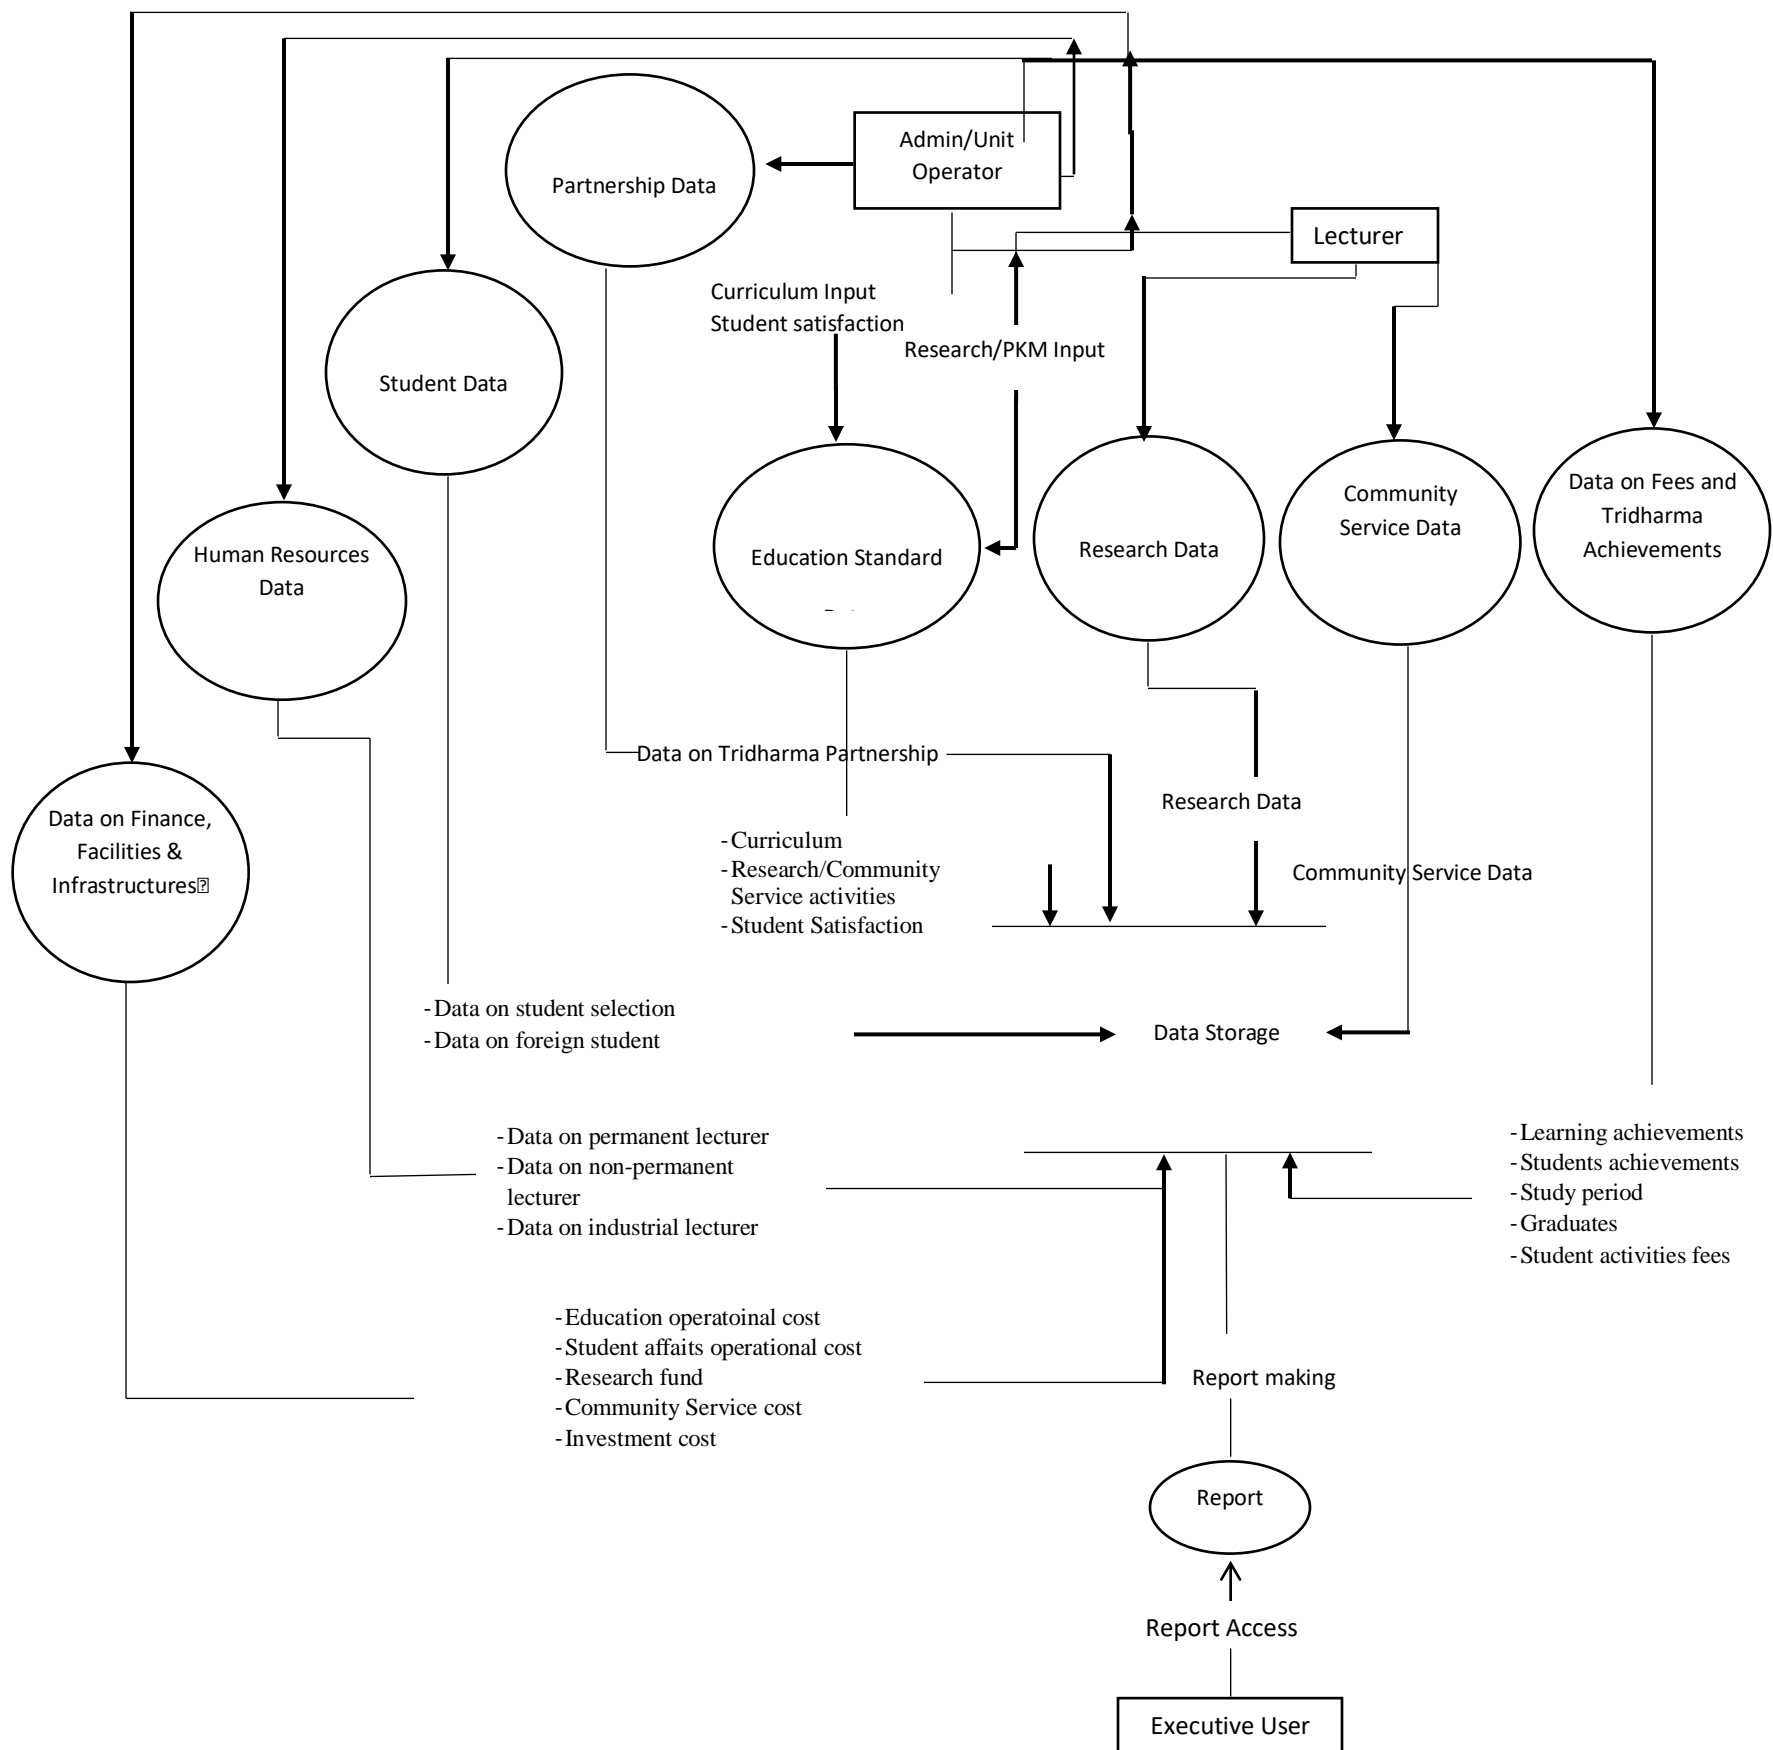 Admin/Unit
Operator
Partnership Data
Lecturer
Curriculum Input
Student satisfaction
Research/PKM Input
Student Data
Human Resources
Data
Education Standard
Research Data
Community
Service Data
Data on Fees and
Tridharma
Achievements
Data on Tridharma Partnership
Research Data
Data on Finance,
Facilities &
Infrastructures
-Curriculum
-Research/Community
Service activities
-Student Satisfaction
Community Service Data
-Data on student selection
-Data on foreign student
Data Storage
-Data on permanent lecturer
-Data on non-permanent
lecturer
-Data on industrial lecturer
-Learning achievements
-Students achievements
-Study period
-Graduates
-Student activities fees
-Education operatoinal cost
-Student affaits operational cost
-Research fund
-Community Service cost
-Investment cost
Report making
Report
Report Access
Executive User